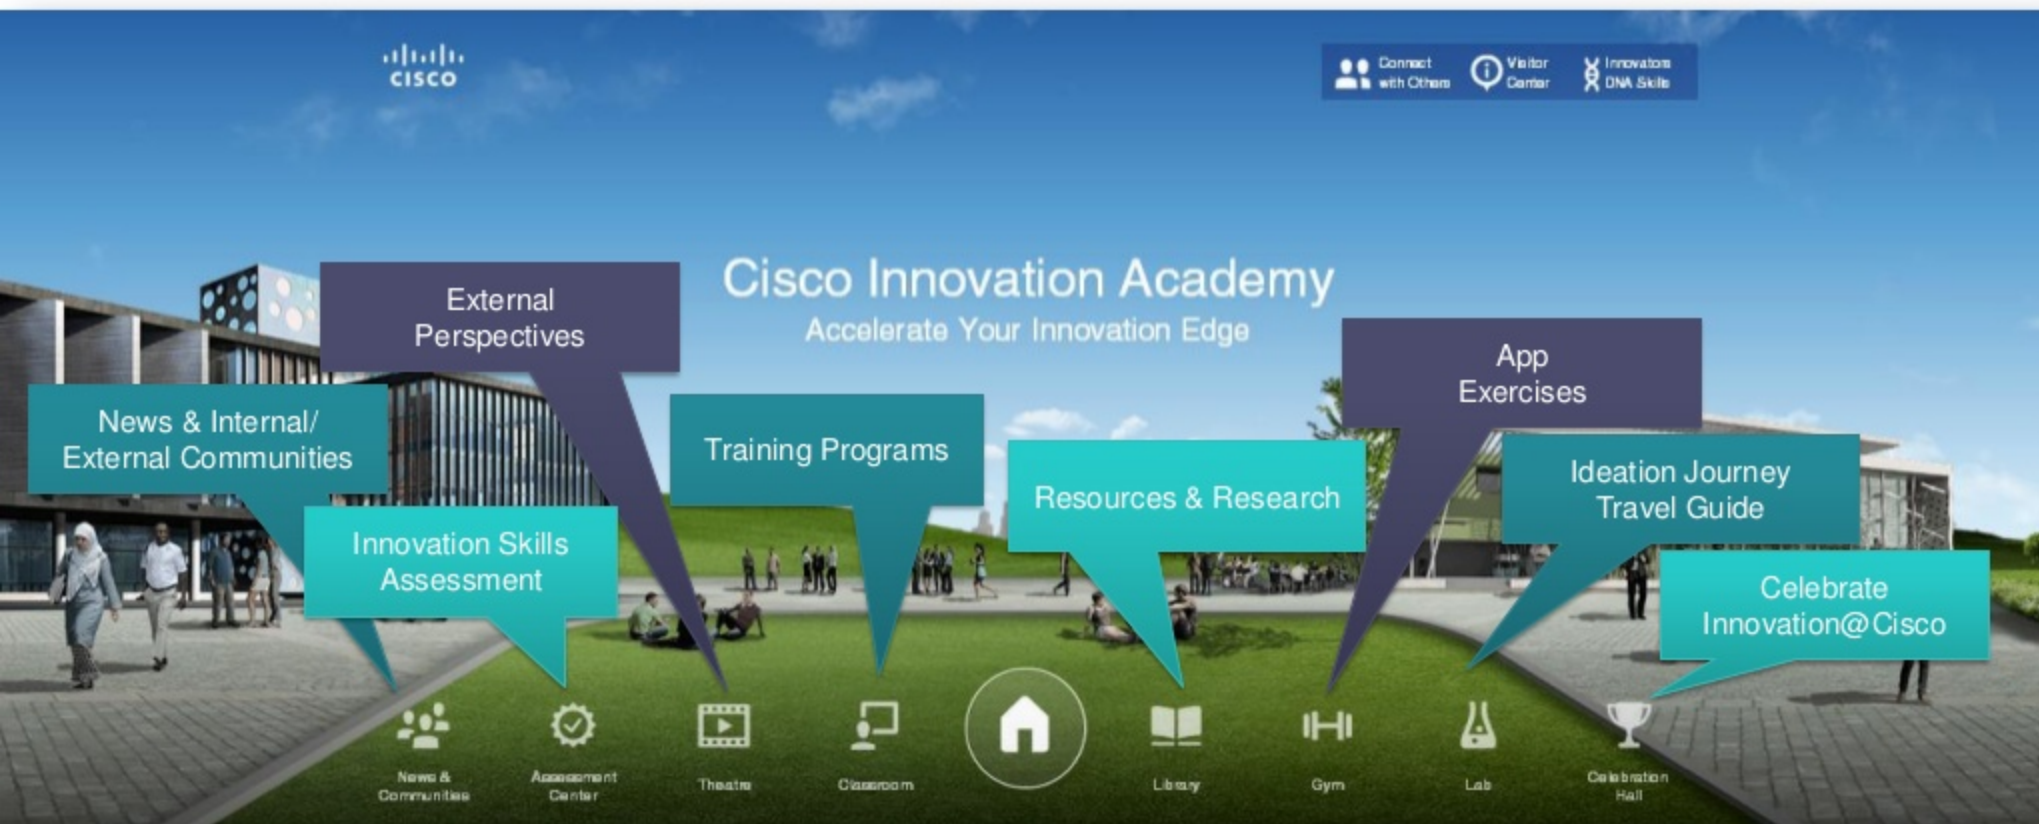 CISCO
Connect
with Others
Visitor
Center
Innovators
DNA Skills
Cisco Innovation Academy
Accelerate Your Innovation Edge
External
Perspectives
App
Exercises
News & Internal/
External Communities
Training Programs
Resources & Research
Ideation Journey
Travel Guide
Innovation Skills
Assessment
Celebrate
Innovation@Cisco
News &
Communities
Assessment
Center
Theatre
Classroom
Library
Gym
Lab
Celebration
Hall